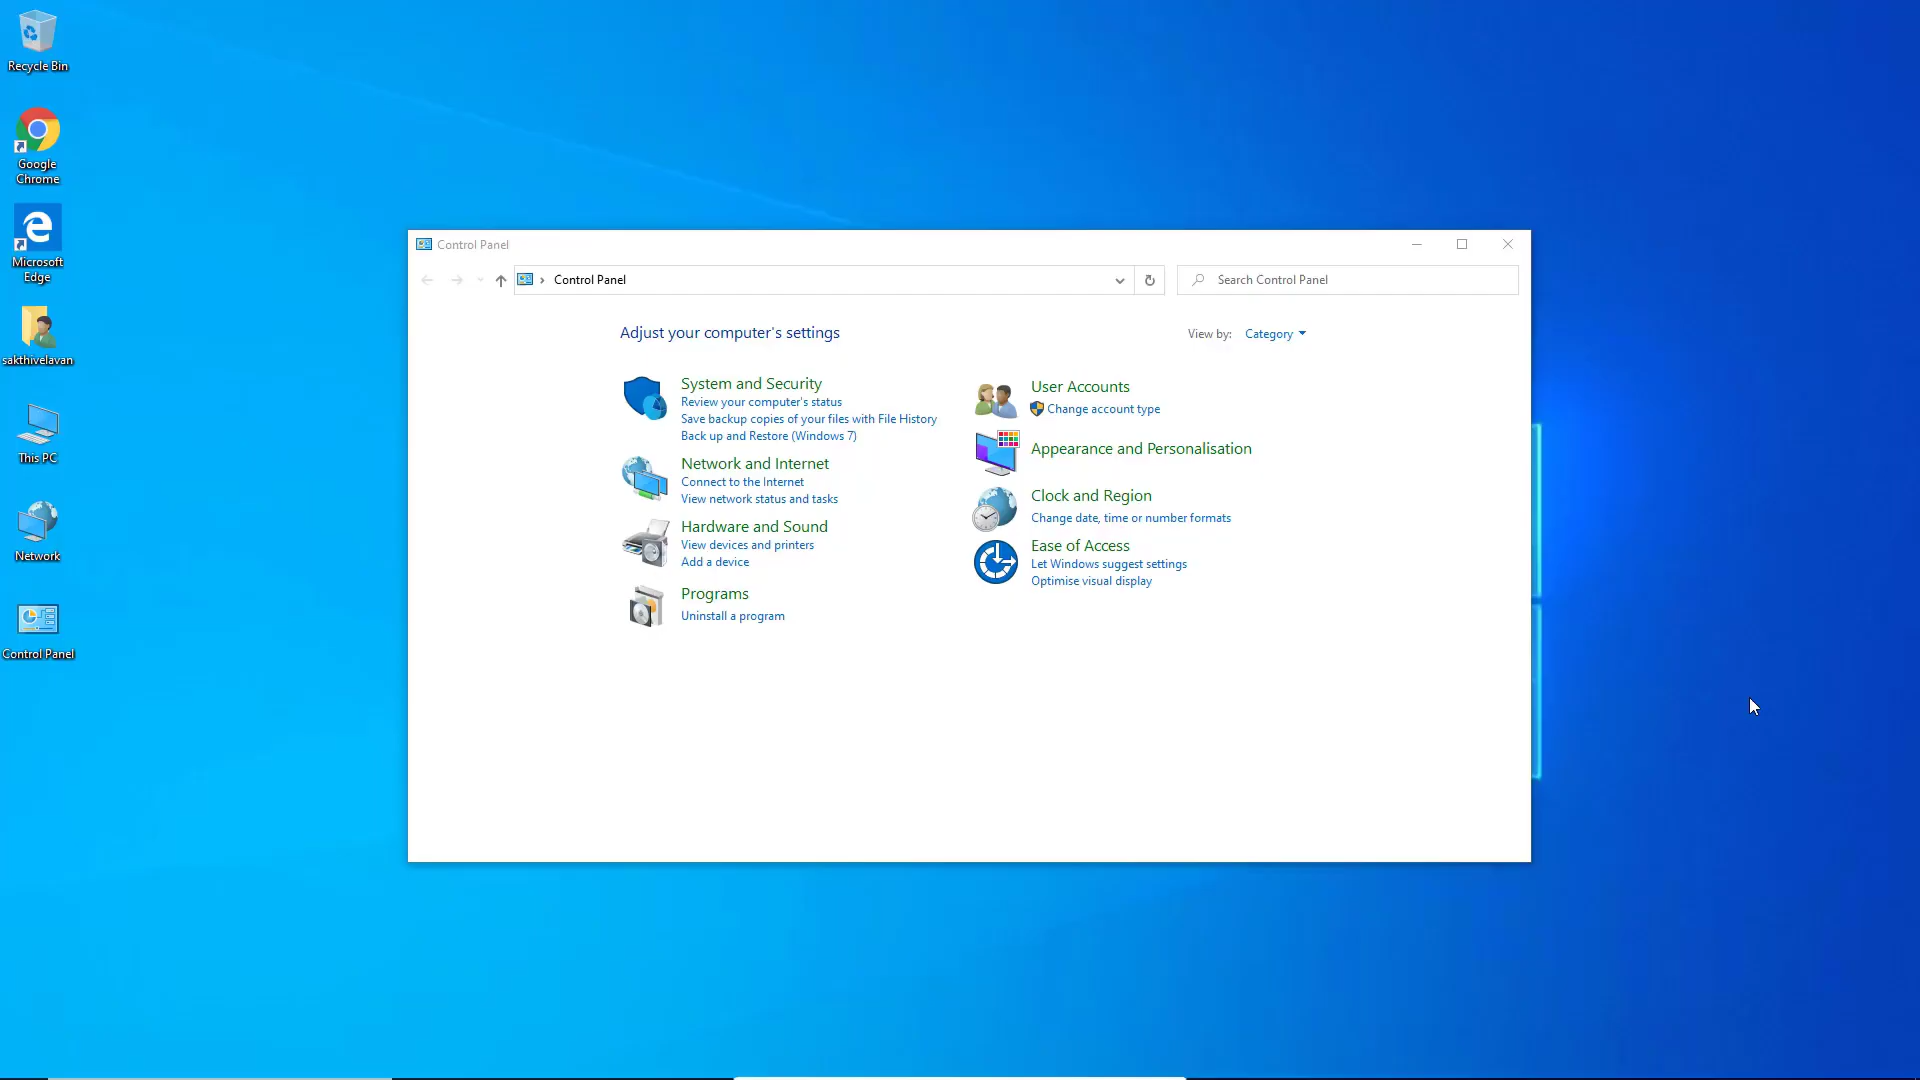 Recycle Bin
Google
Chrome
Microsoft
Edge
sakthivelavan
This PC
Network
Control Panel
Control Panel
Control Panel
Search Control Panel
Adjust your computer's settings
View by: Category
System and Security
Review your computer's status
Save backup copies of your files with File History
Back up and Restore (Windows 7)
Network and Internet
Connect to the Internet
View network status and tasks
Hardware and Sound
View devices and printers
Add a device
Programs
Uninstall a program
User Accounts
Change account type
Appearance and Personalisation
Clock and Region
Change date, time or number formats
Ease of Access
Let Windows suggest settings
Optimise visual display